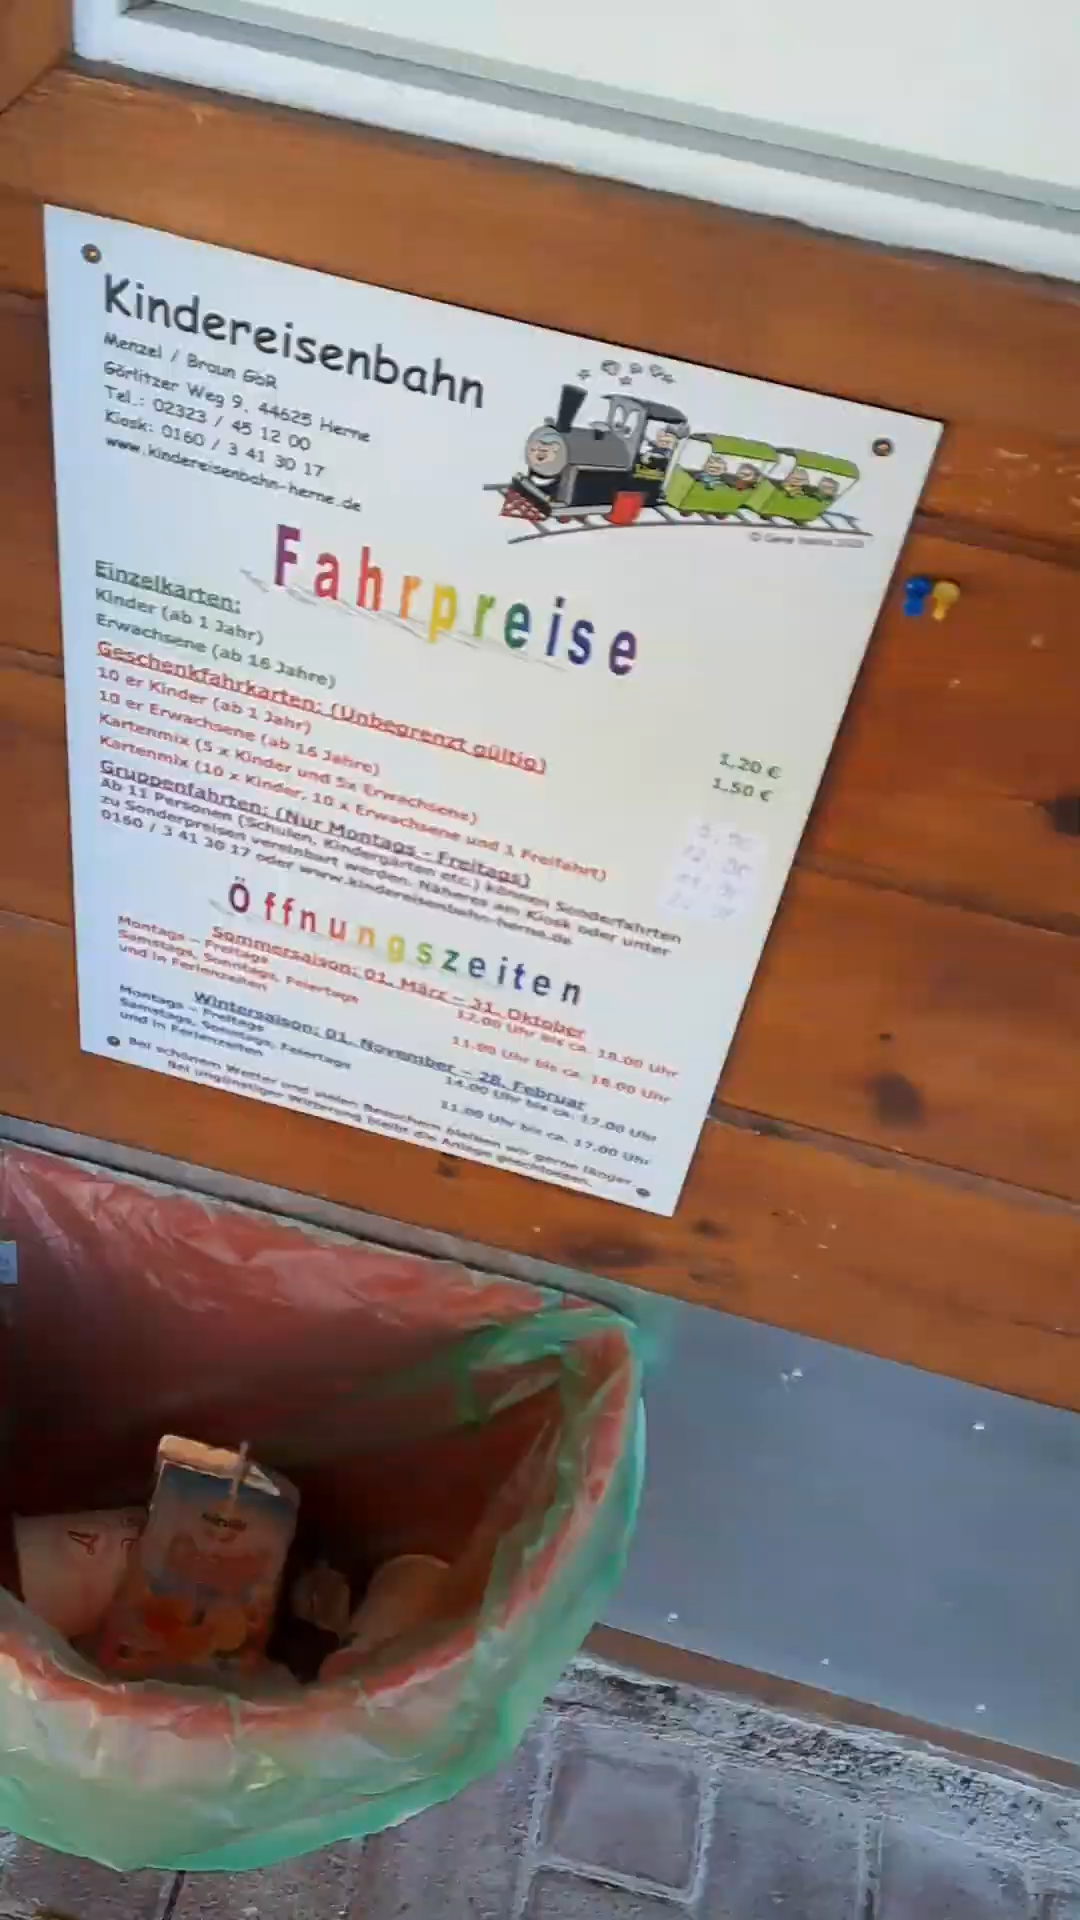 Kindereisenbahn
Menzel / Braun GbR
Görlitzer Weg 9, 44625 Herne
Tel.: 02323 / 45 12 00
Kiosk: 0160 / 3 41 30 17
www.kindereisenbahn-herne.de
Fahrpreise
Einzelkarten:
Kinder (ab 1 Jahr) 1,20 €
Erwachsene (ab 16 Jahre) 1,50 €
Geschenkfahrkarten: (Unbegrenzt gültig)
10 er Kinder (ab 1 Jahr)
10 er Erwachsene (ab 16 Jahre)
Kartenmix (5 x Kinder und 5x Erwachsene)
Kartenmix (10 x Kinder, 10 x Erwachsene und 1 Freifahrt)
Gruppenfahrten: (Nur Montags - Freitags)
Ab 11 Personen (Schulen, Kindergärten etc.) können Sonderfahrten
zu Sonderpreisen vereinbart werden. Näheres am Kiosk oder unter
0160 / 3 41 30 17 oder www.kindereisenbahn-herne.de
Öffnungszeiten
Sommersaison: 01. März - 31. Oktober
Montags - Freitags 12.00 Uhr bis ca. 18.00 Uhr
Samstags, Sonntags, Feiertags
und in Ferienzeiten 11.00 Uhr bis ca. 18.00 Uhr
Wintersaison: 01. November - 28. Februar
Montags - Freitags 14.00 Uhr bis ca. 17.00 Uhr
Samstags, Sonntags, Feiertags
und in Ferienzeiten 11.00 Uhr bis ca. 17.00 Uhr
Bei schönem Wetter und vielen Besuchern bleiben wir gerne länger.
Bei ungünstiger Witterung bleibt die Anlage geschlossen.